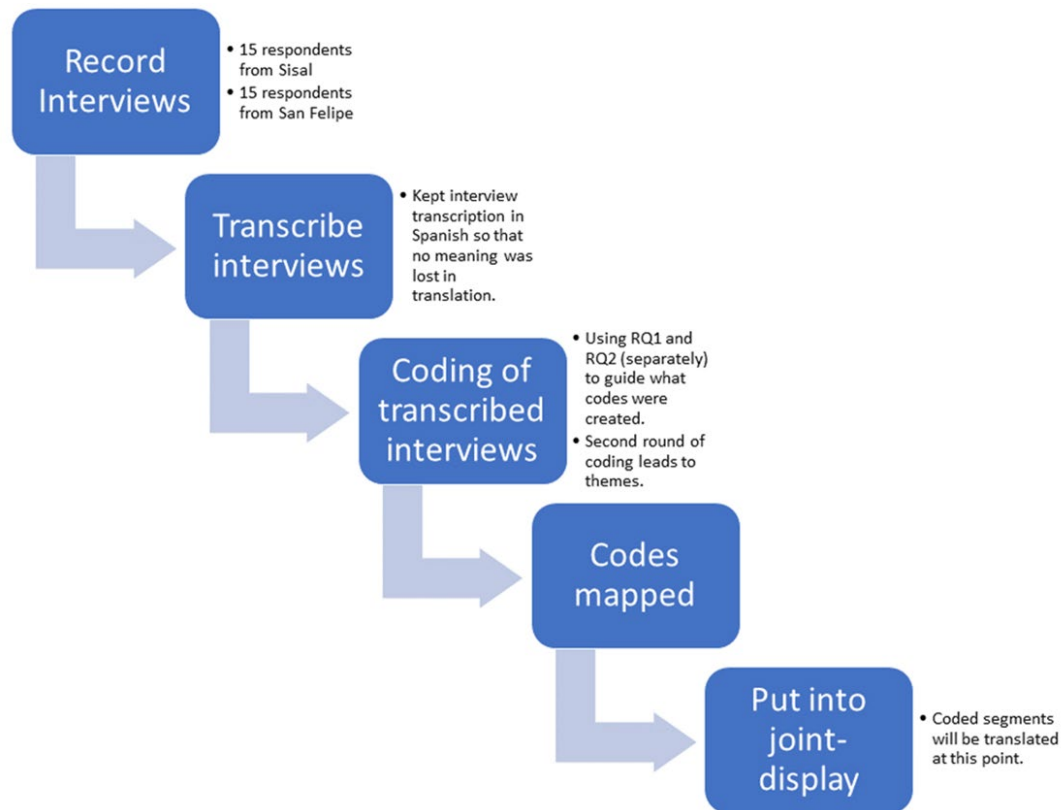 Record
Interviews
• 15 respondents
from Sisal
• 15 respondents
from San Felipe
Transcribe
interviews
• Kept interview
transcription in
Spanish so that
no meaning was
lost in
translation.
Coding of
transcribed
interviews
• Using RQ1 and
RQ2 (separately)
to guide what
codes were
created.
• Second round of
coding leads to
themes.
Codes
mapped
Put into
joint-
display
• Coded segments
will be translated
at this point.